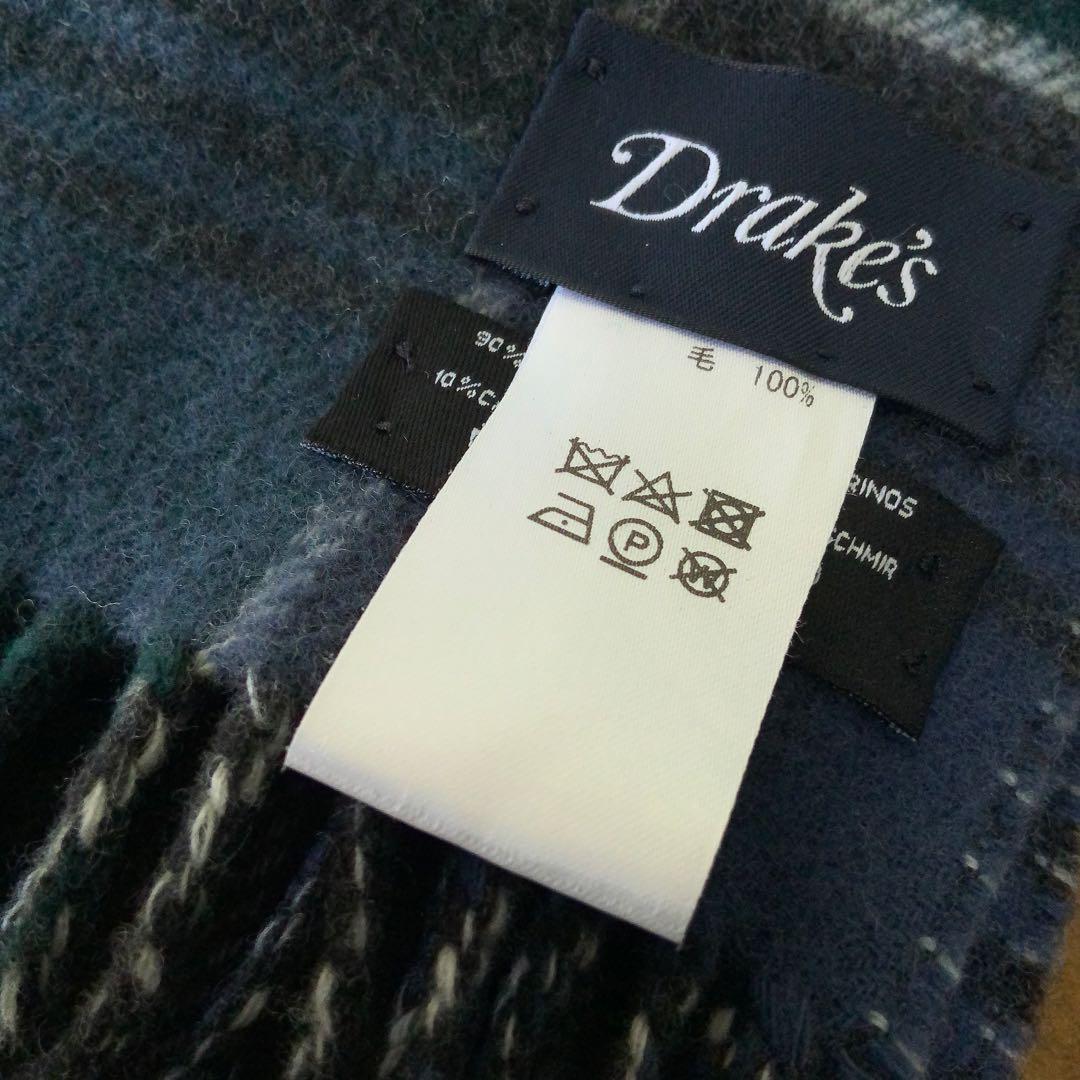 Drake's
毛 100%
90%
10%C
RINOS
CHMIR
P